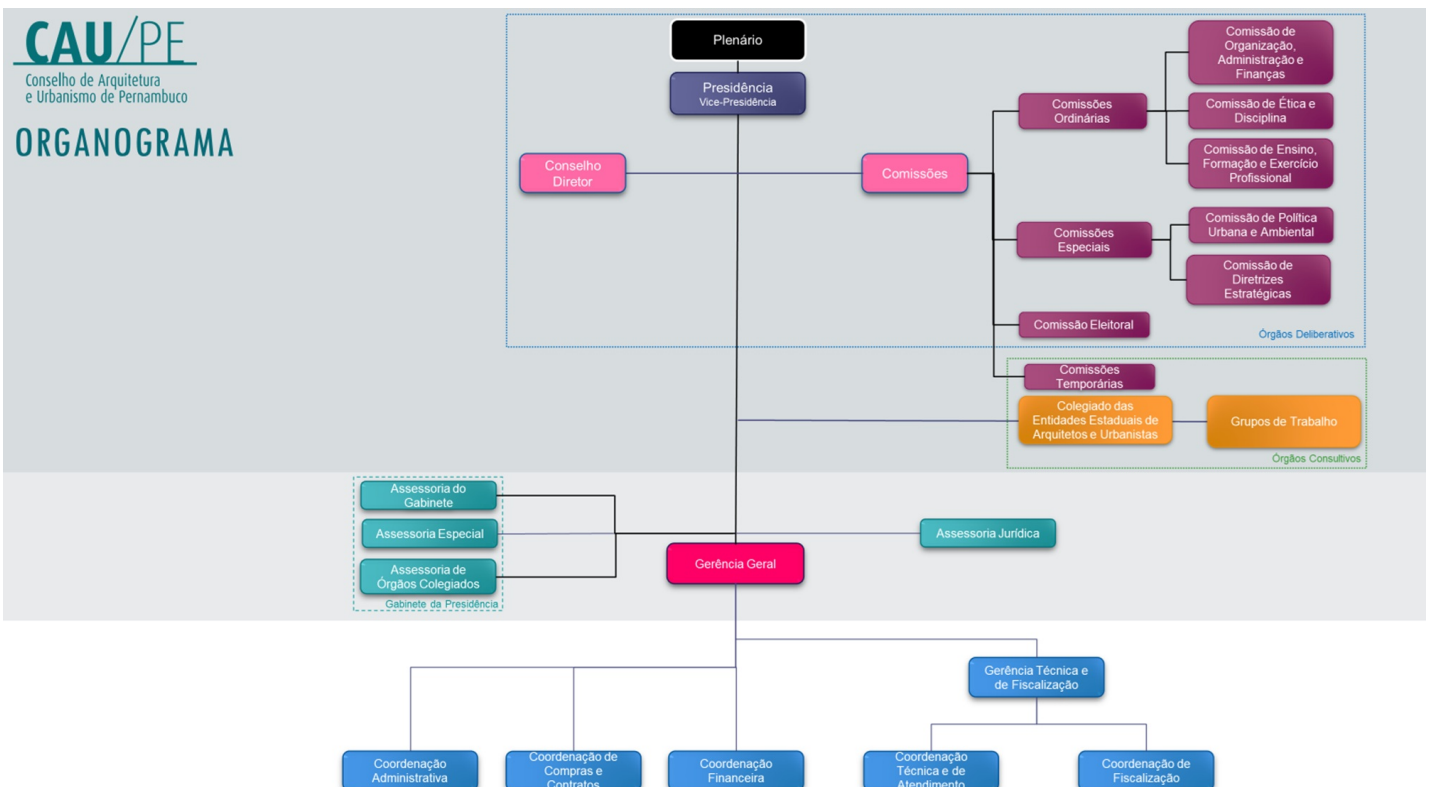 CAU/PE
Conselho de Arquitetura
e Urbanismo de Pernambuco
ORGANOGRAMA
Plenário
Presidência
Vice-Presidência
Conselho
Diretor
Comissões
Comissões
Ordinárias
Comissão de
Organização,
Administração e
Finanças
Comissão de Ética e
Disciplina
Comissão de Ensino,
Formação e Exercício
Profissional
Comissões
Especiais
Comissão de Política
Urbana e Ambiental
Comissão de
Diretrizes
Estratégicas
Comissão Eleitoral
Órgãos Deliberativos
Comissões
Temporárias
Colegiado das
Entidades Estaduais de
Arquitetos e Urbanistas
Grupos de Trabalho
Órgãos Consultivos
Assessoria do
Gabinete
Assessoria Especial
Assessoria de
Órgãos Colegiados
Gabinete da Presidência
Assessoria Jurídica
Gerência Geral
Gerência Técnica e
de Fiscalização
Coordenação
Administrativa
Coordenação de
Compras e
Contratos
Coordenação
Financeira
Coordenação
Técnica e de
Atendimento
Coordenação de
Fiscalização